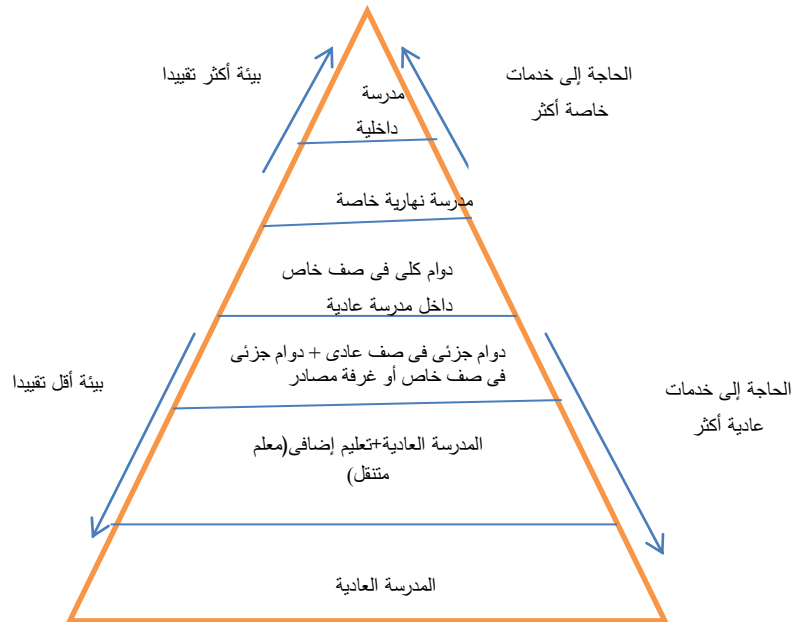 الحاجة إلى خدمات
خاصة أكثر
بيئة أكثر تقييدا
مدرسة
داخلية
مدرسة نهارية خاصة
دوام كلى فى صف خاص
داخل مدرسة عادية
دوام جزئى فى صف عادى + دوام جزئى
فى صف خاص أو غرفة مصادر
الحاجة إلى خدمات
عادية أكثر
بيئة أقل تقييدا
المدرسة العادية+تعليم إضافى(معلم
متنقل)
المدرسة العادية